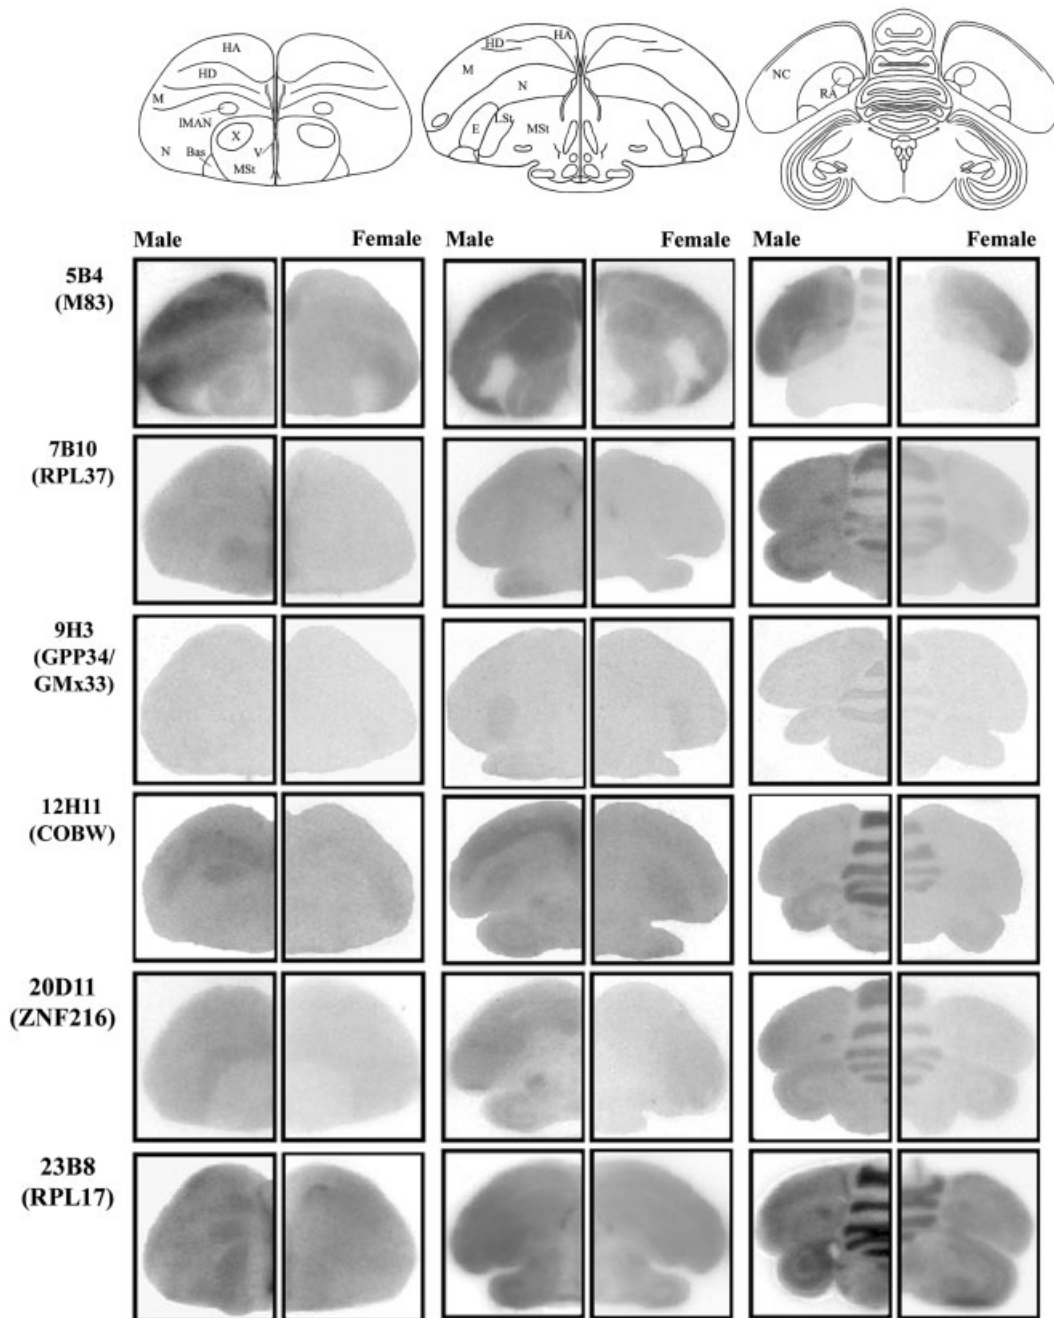 HA
HD
M
lMAN
X
N
Bas
V
MSt
HD
HA
M
N
LSt
E
MSt
NC
RA
Male
Female
Male
Female
Male
Female
5B4
(M83)
7B10
(RPL37)
9H3
(GPP34/
GMx33)
12H11
(COBW)
20D11
(ZNF216)
23B8
(RPL17)